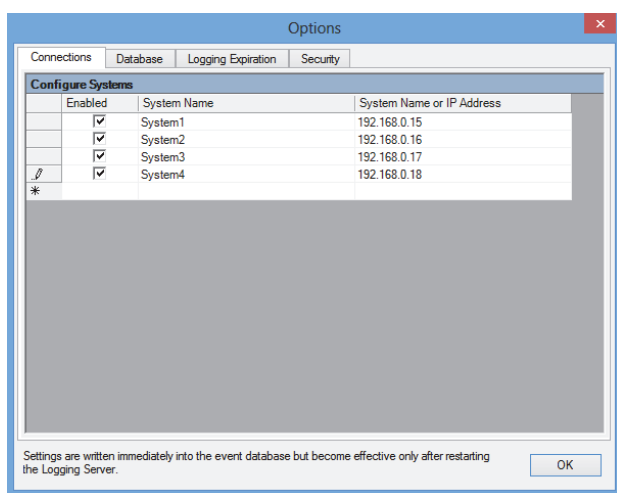 Options
Connections Database Logging Expiration Security
Configure Systems
Enabled System Name System Name or IP Address
System1 192.168.0.15
System2 192.168.0.16
System3 192.168.0.17
System4 192.168.0.18
Settings are written immediately into the event database but become effective only after restarting
the Logging Server.
OK